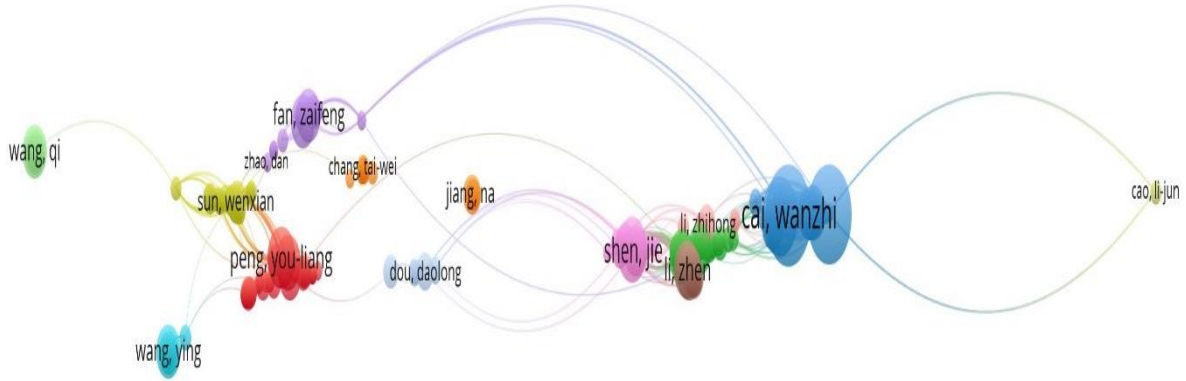 fan, zaifeng
wang, qi
zhao, dan
chang, tai-wei
sun, wenxian
jiang, na
cao, li-jun
cai, wanzhi
li, zhihong
shen, jie
peng, you-liang
dou, daolong
li, zhen
wang, ying